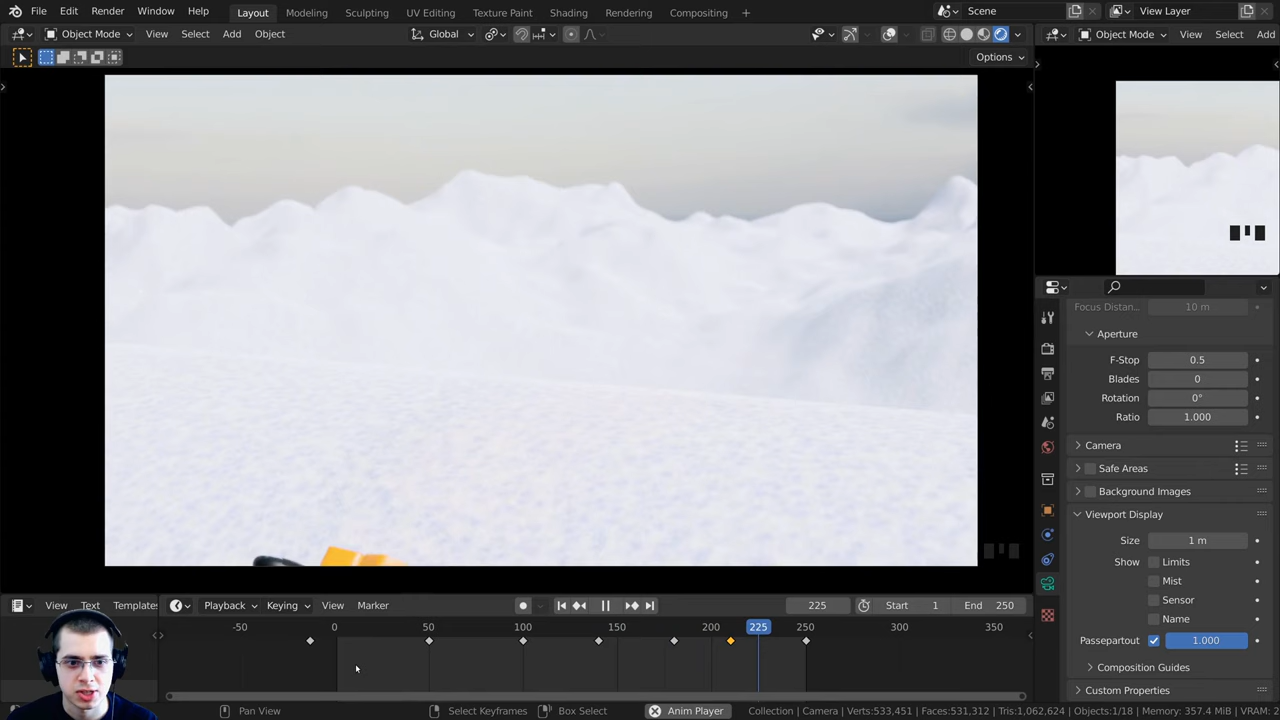 File Edit Render Window Help Layout Modeling Sculpting UV Editing Texture Paint Shading Rendering Compositing + Scene View Layer
Object Mode View Select Add Object Global Object Mode View Select Add
Options
Focus Distan... 10 m
Aperture
F-Stop 0.5
Blades 0
Rotation 0°
Ratio 1.000
Camera
Safe Areas
Background Images
Viewport Display
Size 1 m
Show Limits
Mist
Sensor
Name
Passepartout 1.000
Composition Guides
Custom Properties
View Text Templates Playback Keying View Marker 225 Start 1 End 250
-50 0 50 100 150 200 225 250 300 350
Pan View Select Keyframes Box Select Anim Player Collection | Camera | Verts:533,451 | Faces:531,312 | Tris:1,062,624 | Objects:1/18 | Memory: 357.4 MiB | VRAM: 2